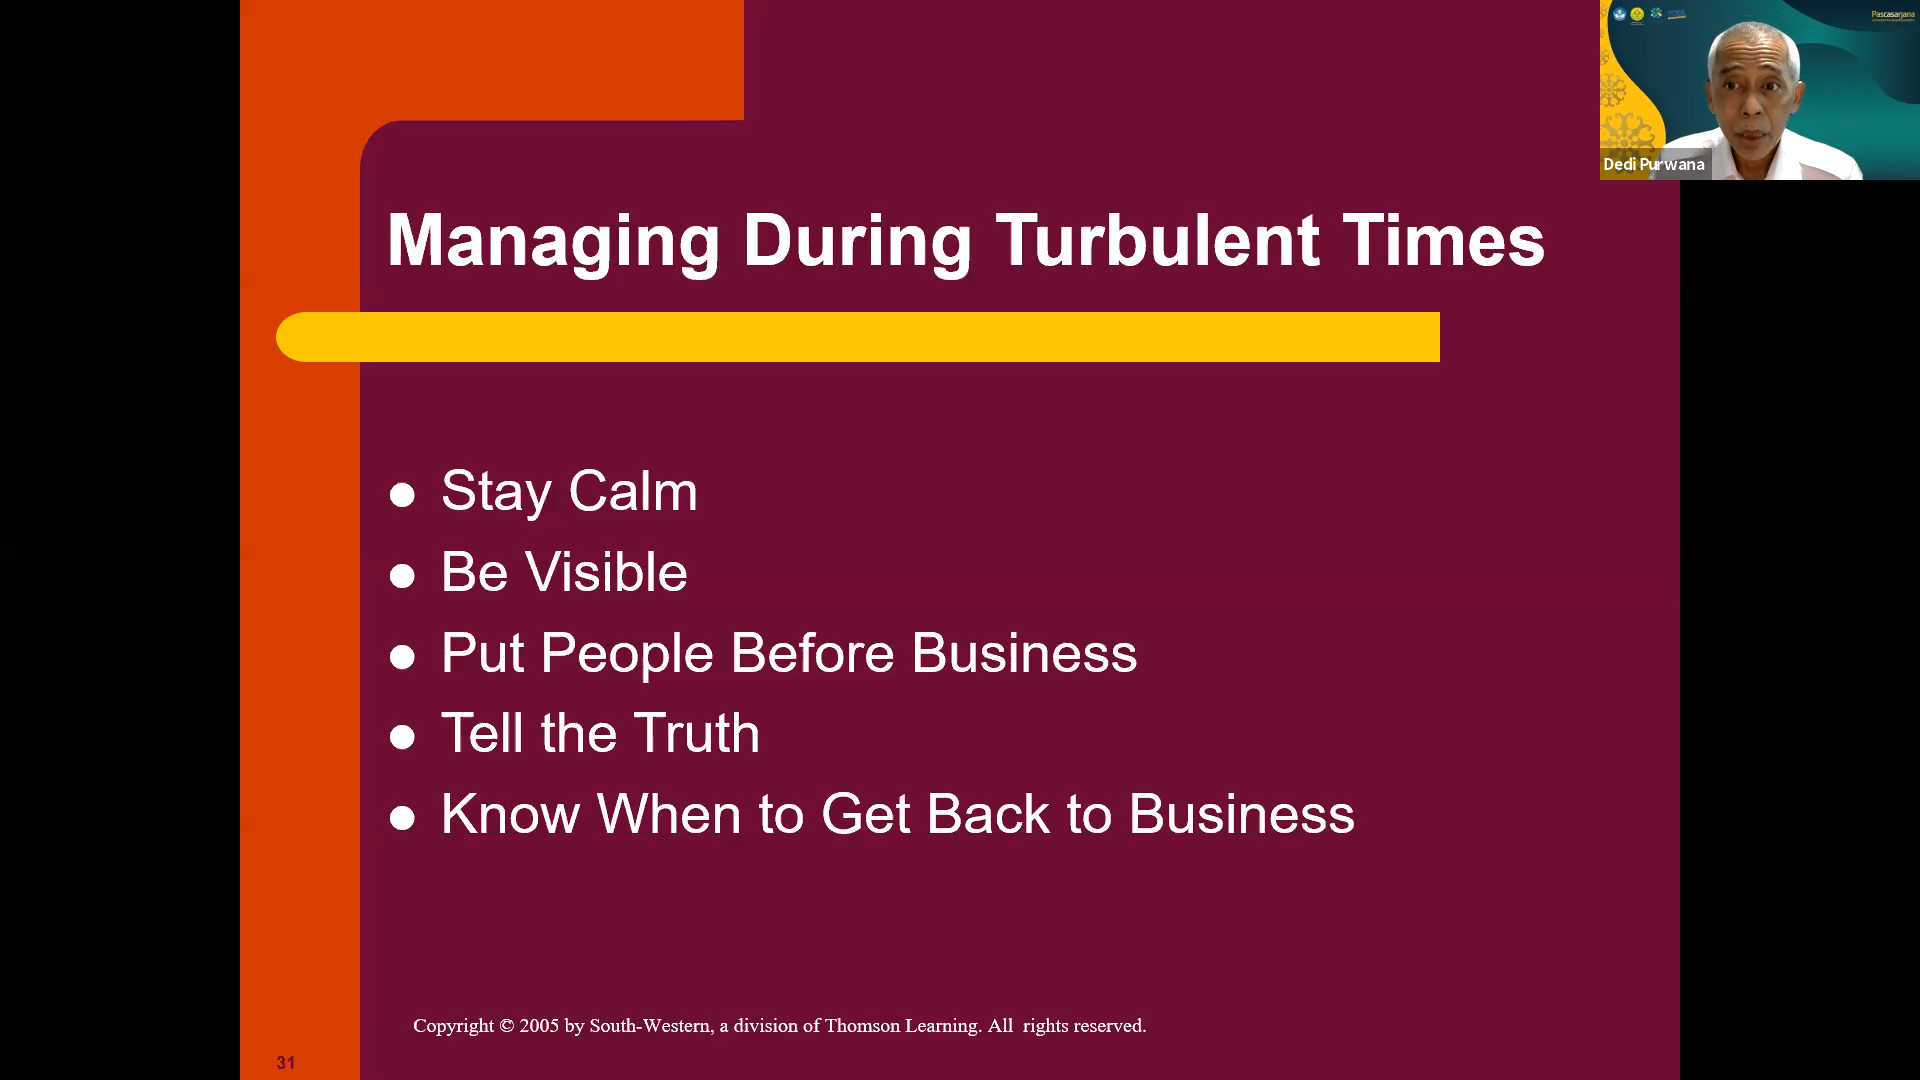 Pascasarjana
Dedi Purwana
Managing During Turbulent Times
Stay Calm
Be Visible
Put People Before Business
Tell the Truth
Know When to Get Back to Business
Copyright © 2005 by South-Western, a division of Thomson Learning. All rights reserved.
31